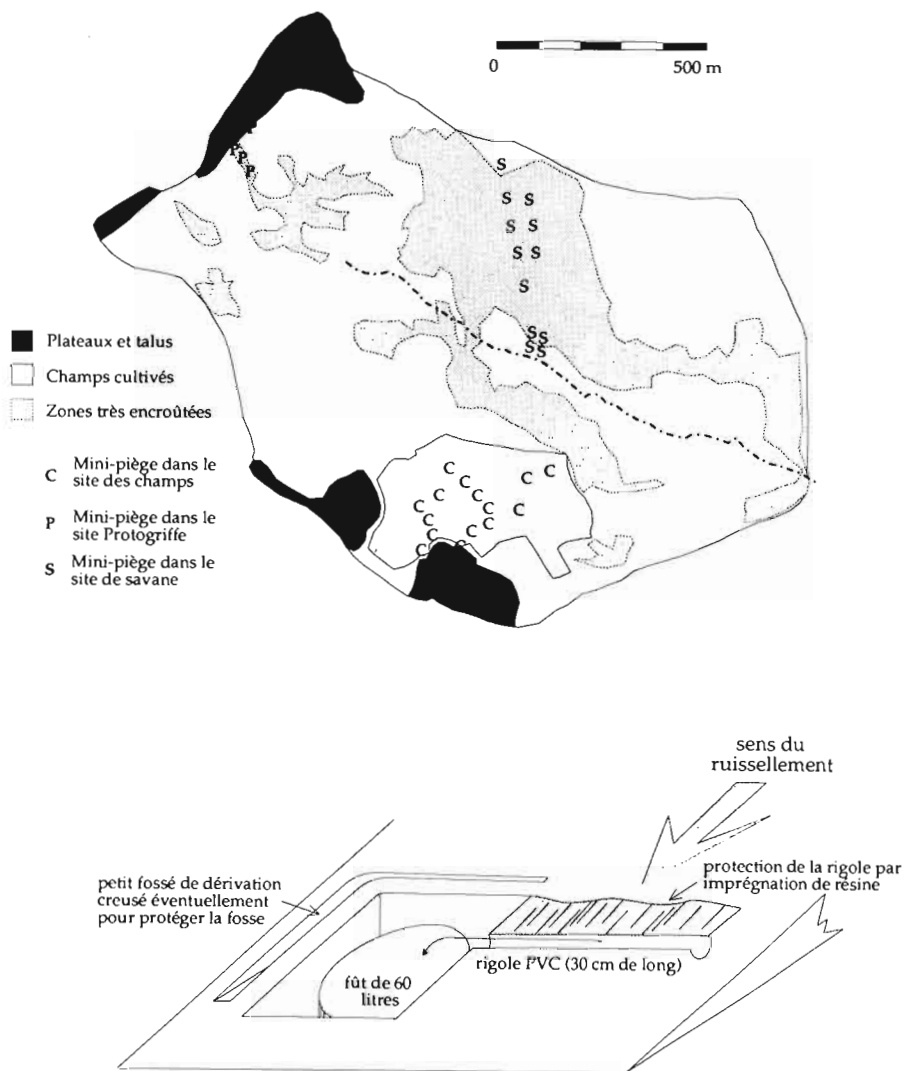 0 500 m
P
P
P
P
S
S S
S S
S S
S
S S
S S
Plateaux et talus
Champs cultivés
Zones très encroûtées
C Mini-piège dans le
site des champs
P Mini-piège dans le
site Protogriffe
S Mini-piège dans le
site de savane
C
C C
C C
C C
C C
C C
C
C
C C
sens du
ruissellement
petit fossé de dérivation
creusé éventuellement
pour protéger la fosse
protection de la rigole par
imprégnation de résine
rigole PVC (30 cm de long)
fût de 60
litres